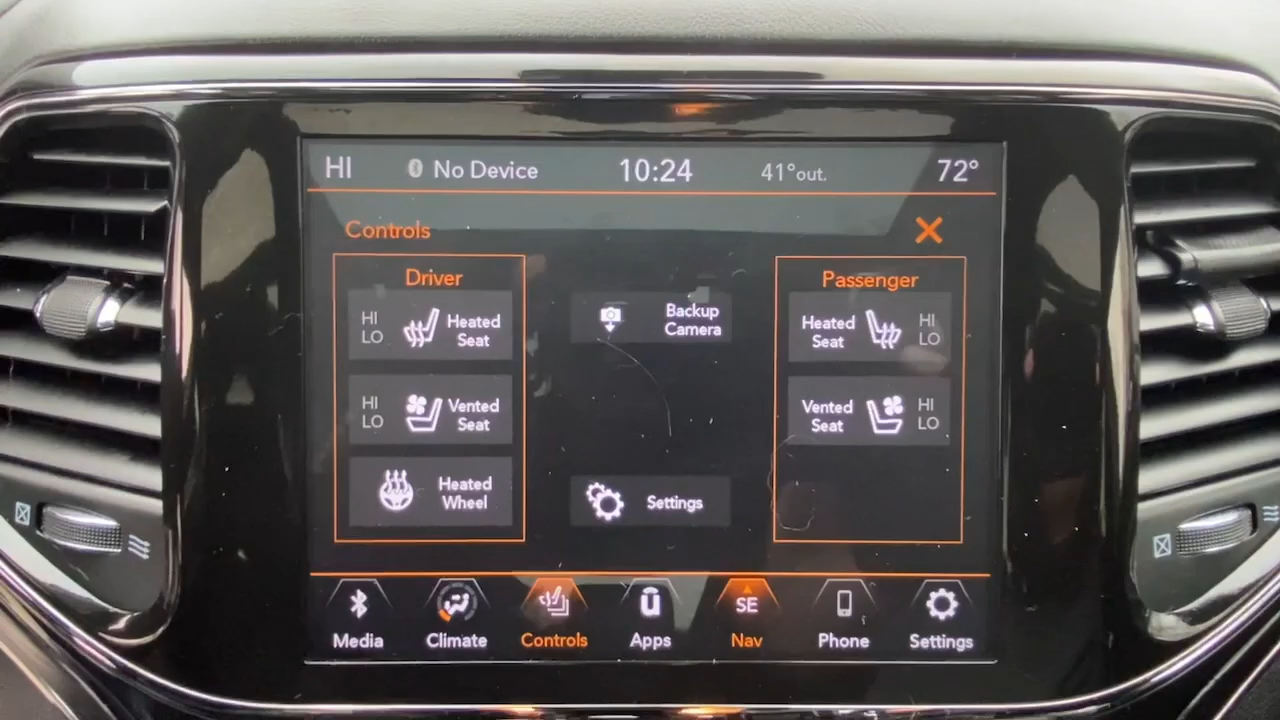 HI No Device 10:24 41°out. 72°
Controls
Driver
HI
LO
Heated
Seat
HI
LO
Vented
Seat
Heated
Wheel
Backup
Camera
Settings
Passenger
Heated
Seat
HI
LO
Vented
Seat
HI
LO
SE
Media Climate Controls Apps Nav Phone Settings